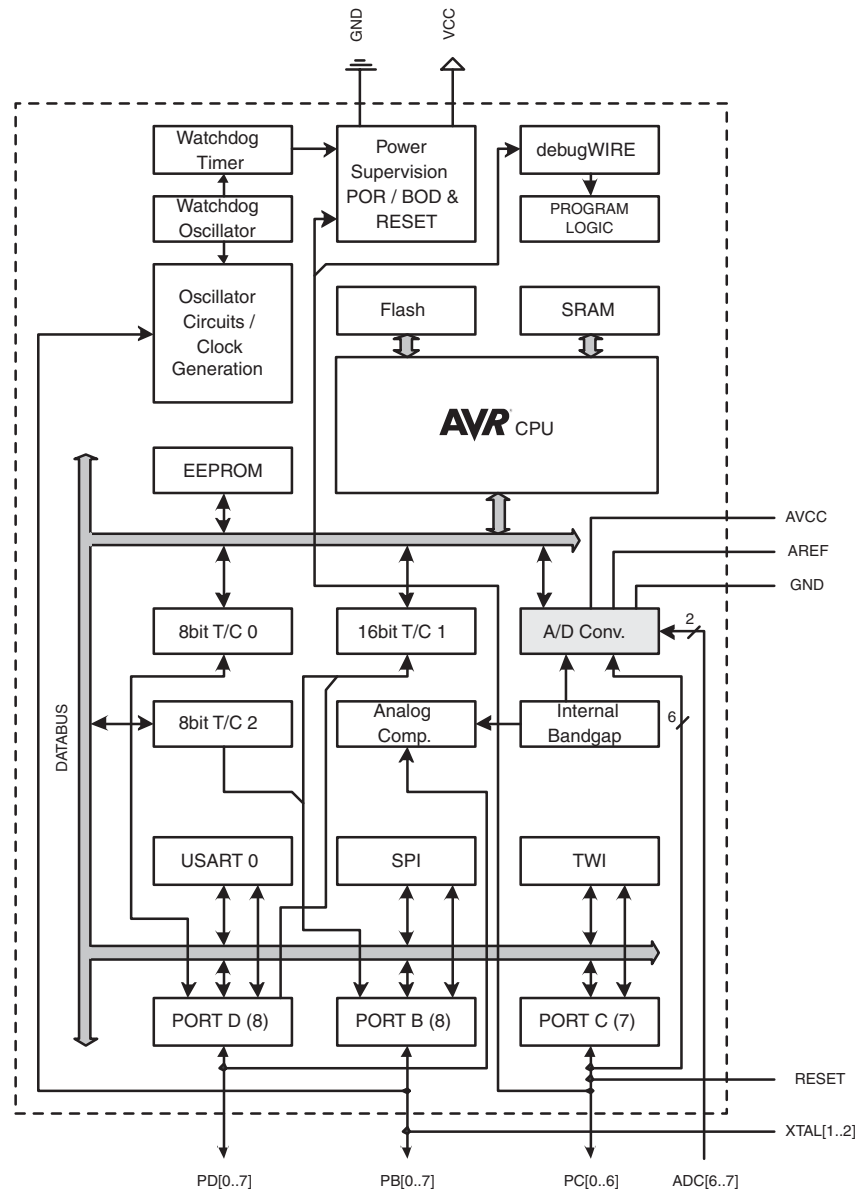 GND
VCC
Watchdog
Timer
Power
Supervision
POR / BOD &
RESET
debugWIRE
Watchdog
Oscillator
PROGRAM
LOGIC
Oscillator
Circuits /
Clock
Generation
Flash
SRAM
AVR CPU
EEPROM
AVCC
AREF
GND
8bit T/C 0
16bit T/C 1
A/D Conv.
2
DATABUS
8bit T/C 2
Analog
Comp.
Internal
Bandgap
6
USART 0
SPI
TWI
PORT D (8)
PORT B (8)
PORT C (7)
RESET
XTAL[1..2]
PD[0..7]
PB[0..7]
PC[0..6]
ADC[6..7]